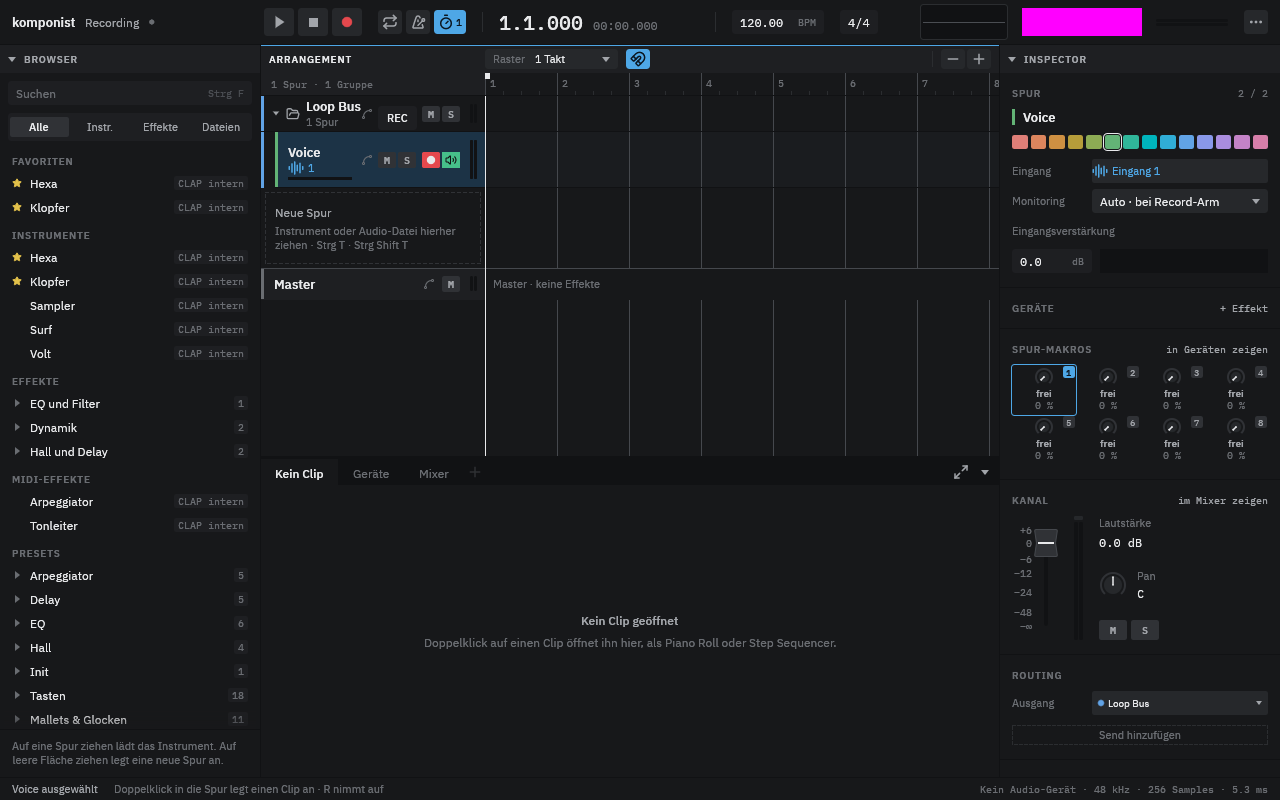 komponist Recording
1
1.1.000 00:00.000
120.00 BPM
4/4
BROWSER
Suchen Strg F
Alle Instr. Effekte Dateien
FAVORITEN
Hexa CLAP intern
Klopfer CLAP intern
INSTRUMENTE
Hexa CLAP intern
Klopfer CLAP intern
Sampler CLAP intern
Surf CLAP intern
Volt CLAP intern
EFFEKTE
EQ und Filter 1
Dynamik 2
Hall und Delay 2
MIDI-EFFEKTE
Arpeggiator CLAP intern
Tonleiter CLAP intern
PRESETS
Arpeggiator 5
Delay 5
EQ 6
Hall 4
Init 1
Tasten 18
Mallets & Glocken 11
Auf eine Spur ziehen lädt das Instrument. Auf
leere Fläche ziehen legt eine neue Spur an.
ARRANGEMENT
Raster 1 Takt
1 Spur · 1 Gruppe
1 2 3 4 5 6 7 8
Loop Bus
1 Spur
REC M S
Voice
1
M S
Neue Spur
Instrument oder Audio-Datei hierher
ziehen · Strg T · Strg Shift T
Master M
Master · keine Effekte
Kein Clip Geräte Mixer
Kein Clip geöffnet
Doppelklick auf einen Clip öffnet ihn hier, als Piano Roll oder Step Sequencer.
INSPECTOR
SPUR 2 / 2
Voice
Eingang Eingang 1
Monitoring Auto · bei Record-Arm
Eingangsverstärkung
0.0 dB
GERÄTE + Effekt
SPUR-MAKROS in Geräten zeigen
1 2 3 4
frei frei frei frei
0 % 0 % 0 % 0 %
5 6 7 8
frei frei frei frei
0 % 0 % 0 % 0 %
KANAL im Mixer zeigen
+6
0
−6
−12
−24
−48
−∞
Lautstärke
0.0 dB
Pan
C
M S
ROUTING
Ausgang Loop Bus
Send hinzufügen
Voice ausgewählt Doppelklick in die Spur legt einen Clip an · R nimmt auf
Kein Audio-Gerät · 48 kHz · 256 Samples · 5.3 ms